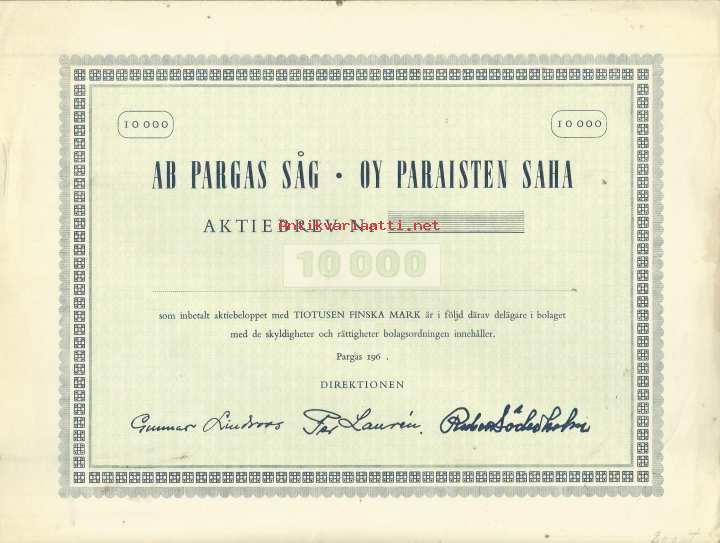 10 000 10 000
AB PARGAS SÅG • OY PARAISTEN SAHA
AKTIEBREV N
Antikvariaatti.net
10 000
som inbetalt aktiebeloppet med TIOTUSEN FINSKA MARK är i följd därav delägare i bolaget
med de skyldigheter och rättigheter bolagsordningen innehåller.
Pargas 196 .
DIREKTIONEN
Gunnar Lindroos Per Laurén. Ruben Söderholm